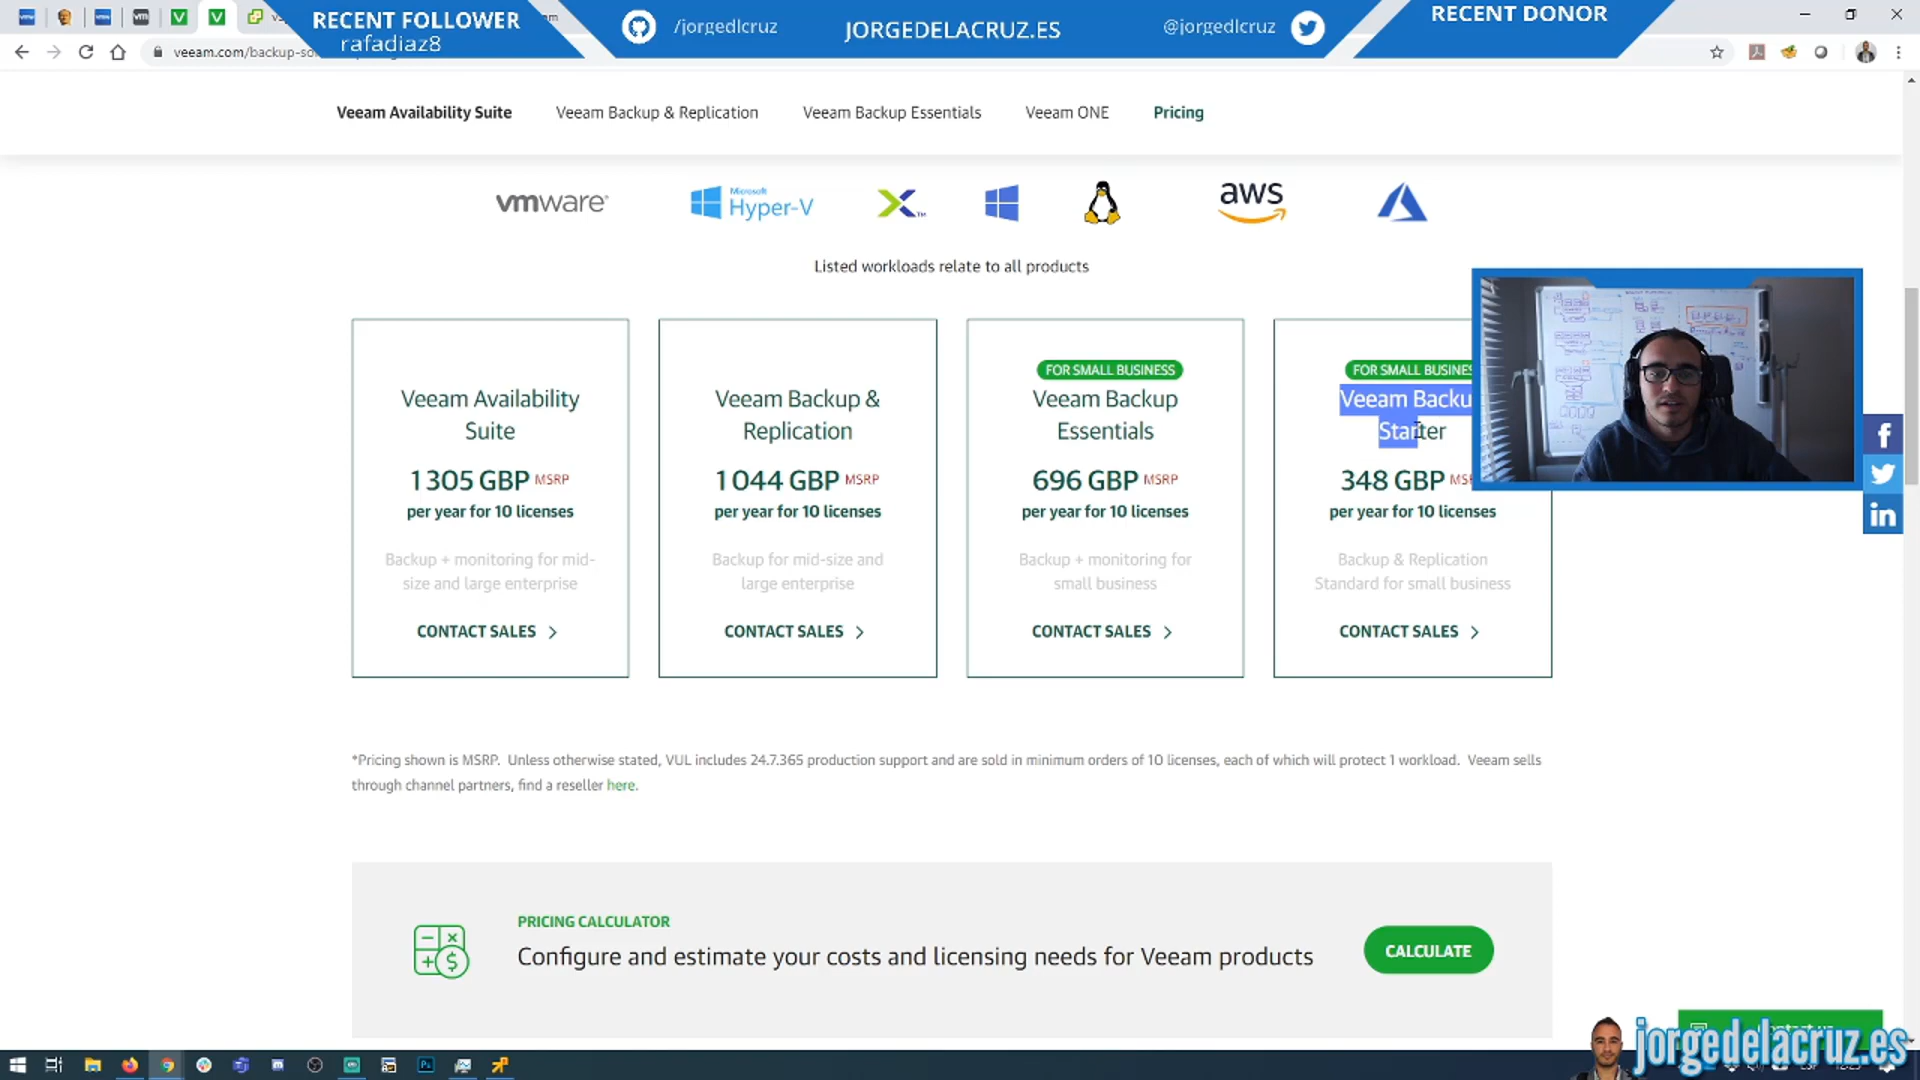 RECENT FOLLOWER
rafadiaz8
/jorgedlcruz
JORGEDELACRUZ.ES
@jorgedlcruz
RECENT DONOR
veeam.com/backup-so
Veeam Availability Suite
Veeam Backup & Replication
Veeam Backup Essentials
Veeam ONE
Pricing
vmware
Microsoft
Hyper-V
aws
Listed workloads relate to all products
Veeam Availability
Suite
1305 GBP MSRP
per year for 10 licenses
Backup + monitoring for mid-
size and large enterprise
CONTACT SALES
Veeam Backup &
Replication
1044 GBP MSRP
per year for 10 licenses
Backup for mid-size and
large enterprise
CONTACT SALES
FOR SMALL BUSINESS
Veeam Backup
Essentials
696 GBP MSRP
per year for 10 licenses
Backup + monitoring for
small business
CONTACT SALES
FOR SMALL BUSINES
Veeam Backu
Starter
348 GBP MS
per year for 10 licenses
Backup & Replication
Standard for small business
CONTACT SALES
*Pricing shown is MSRP. Unless otherwise stated, VUL includes 24.7.365 production support and are sold in minimum orders of 10 licenses, each of which will protect 1 workload. Veeam sells
through channel partners, find a reseller here.
PRICING CALCULATOR
Configure and estimate your costs and licensing needs for Veeam products
CALCULATE
jorgedelacruz.es